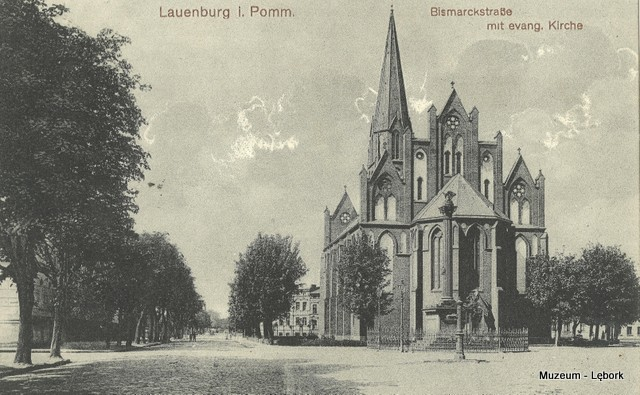 Lauenburg i. Pomm.
Bismarckstraße
mit evang. Kirche
Muzeum - Lębork